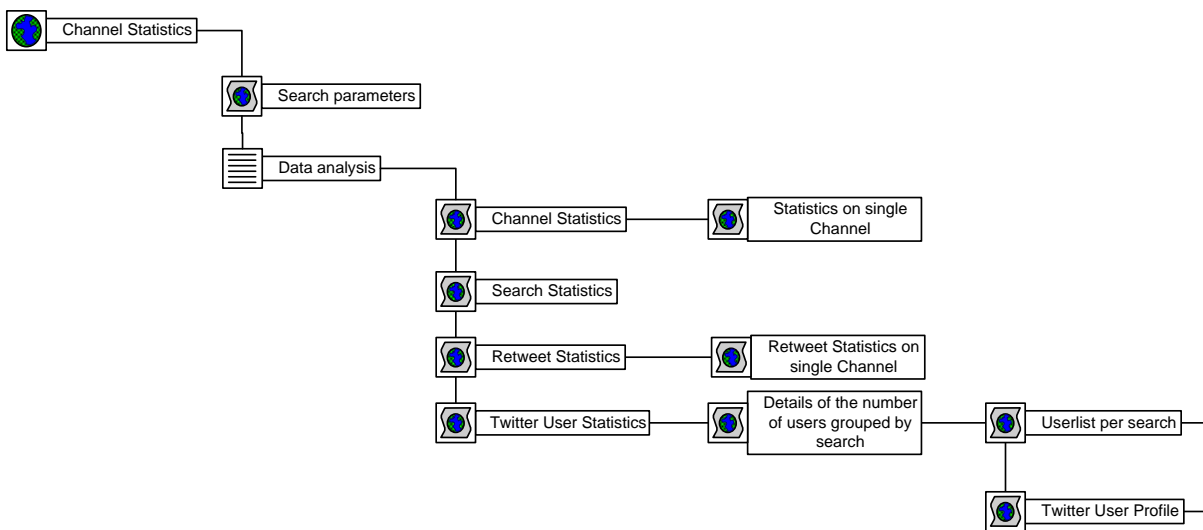 Channel Statistics
Search parameters
Data analysis
Channel Statistics
Statistics on single
Channel
Search Statistics
Retweet Statistics
Retweet Statistics on
single Channel
Twitter User Statistics
Details of the number
of users grouped by
search
Userlist per search
Twitter User Profile